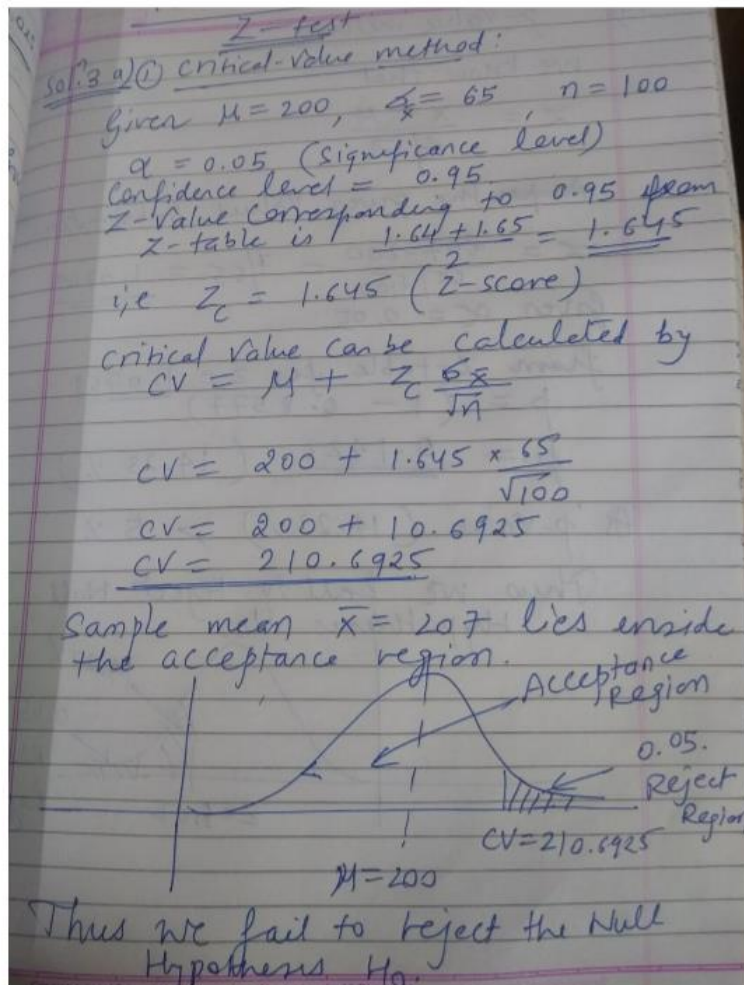 Z-test
Sol:3 a) ① Critical-value method:
Given μ = 200, σx̄ = 65, n = 100
α = 0.05 (Significance level)
Confidence level = 0.95
Z-Value corresponding to 0.95 from
Z-table is (1.64 + 1.65)/2 = 1.645
i,e Zc = 1.645 (Z-score)
Critical Value can be calculated by
CV = μ + Zc σx̄/√n
CV = 200 + 1.645 × 65/√100
CV = 200 + 10.6925
CV = 210.6925
Sample mean x̄ = 207 lies inside
the acceptance region.
Acceptance
Region
0.05.
Reject
Region
CV=210.6925
μ=200
Thus we fail to reject the Null
Hypothesis H₀.